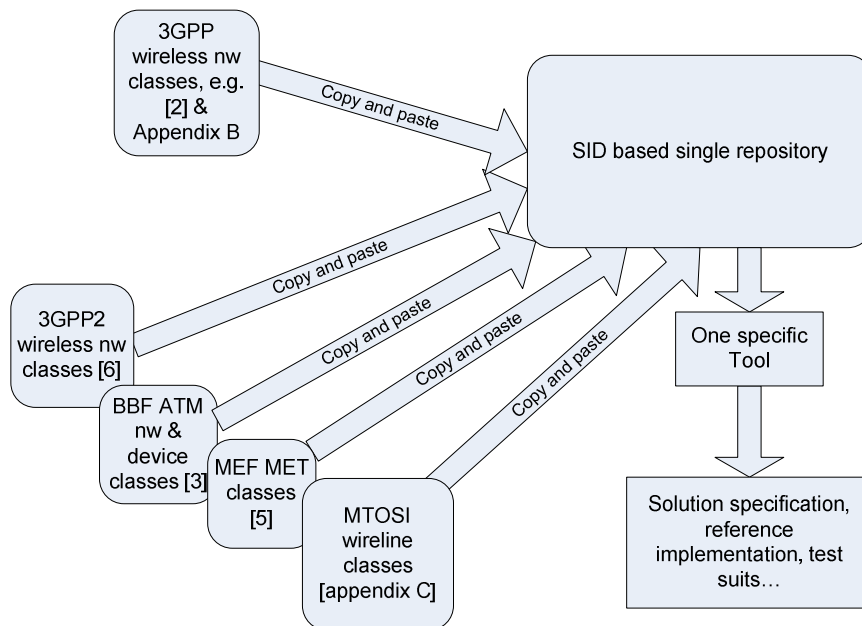 3GPP
wireless nw
classes, e.g.
[2] &
Appendix B
Copy and paste
SID based single repository
Copy and paste
3GPP2
wireless nw
classes [6]
Copy and paste
BBF ATM
nw &
device
classes [3]
Copy and paste
MEF MET
classes
[5]
Copy and paste
MTOSI
wireline
classes
[appendix C]
One specific
Tool
Solution specification,
reference
implementation, test
suits…